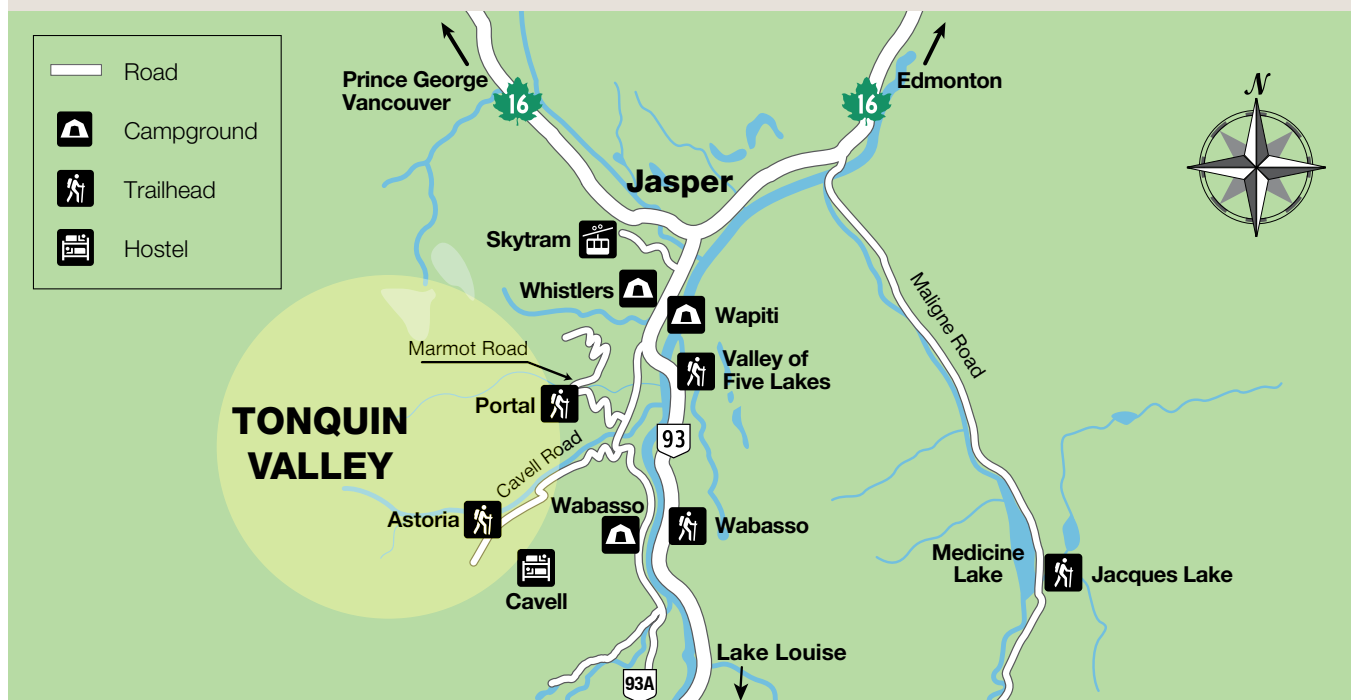 Road
Campground
Trailhead
Hostel
Prince George
Vancouver
16
16
Edmonton
N
Jasper
Skytram
Whistlers
Wapiti
Marmot Road
Valley of
Five Lakes
Maligne Road
Portal
TONQUIN
VALLEY
93
Cavell Road
Astoria
Wabasso
Wabasso
Cavell
Medicine
Lake
Jacques Lake
Lake Louise
93A